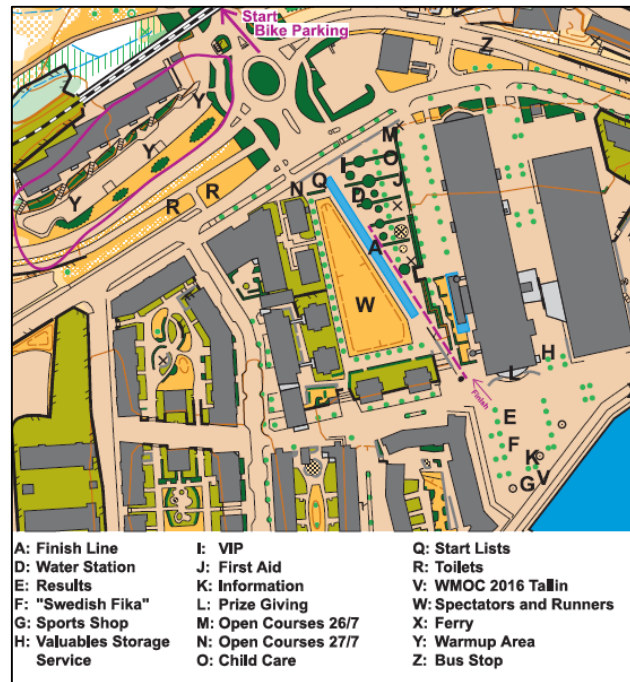 Start
Bike Parking
Z
Y
M
O
I
J
Y
N
Q
D
R
R
Y
A
W
H
L
Finish
E
F
K
V
G
A: Finish Line
D: Water Station
E: Results
F: "Swedish Fika"
G: Sports Shop
H: Valuables Storage
Service
I: VIP
J: First Aid
K: Information
L: Prize Giving
M: Open Courses 26/7
N: Open Courses 27/7
O: Child Care
Q: Start Lists
R: Toilets
V: WMOC 2016 Tallin
W: Spectators and Runners
X: Ferry
Y: Warmup Area
Z: Bus Stop